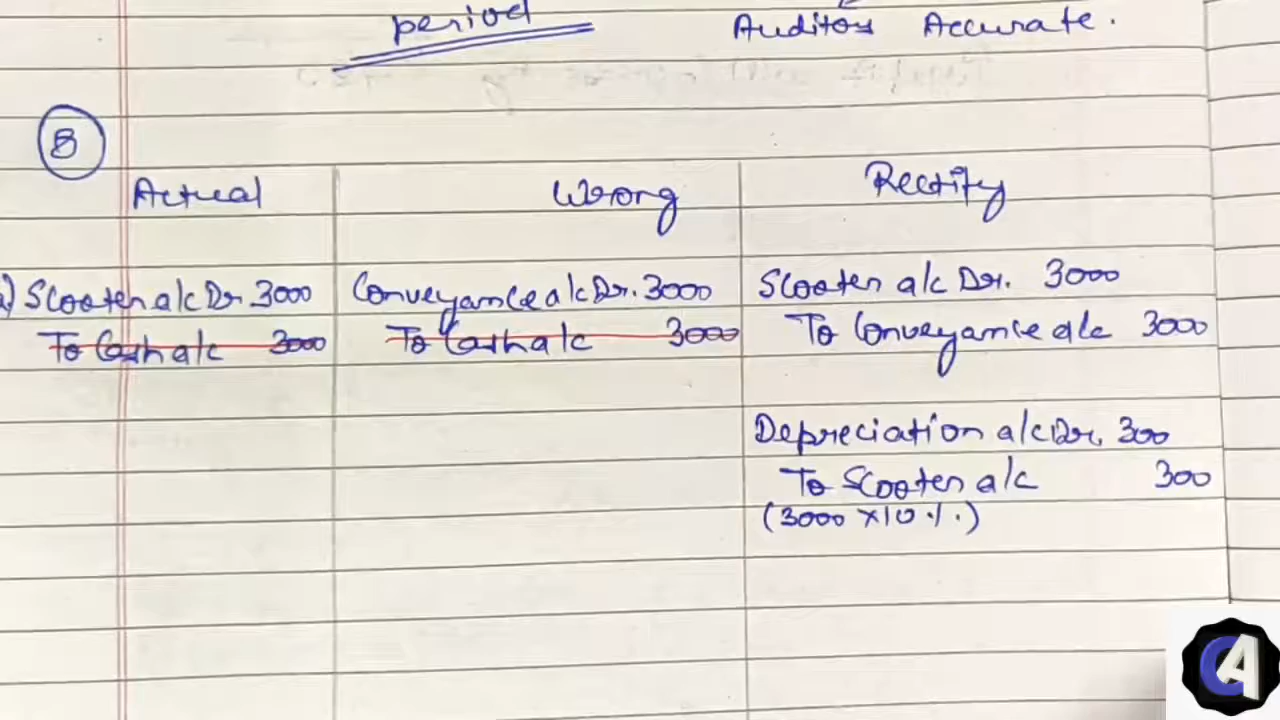 period
Auditors Accurate.
8
Actual Wrong Rectify
a) Scooter a/c Dr 3000 Conveyance a/c Dr. 3000 Scooter a/c Dr. 3000
To Cash a/c 3000 To Cash a/c 3000 To Conveyance a/c 3000
Depreciation a/c Dr. 300
To Scooter a/c 300
(3000 x 10 %)
CA